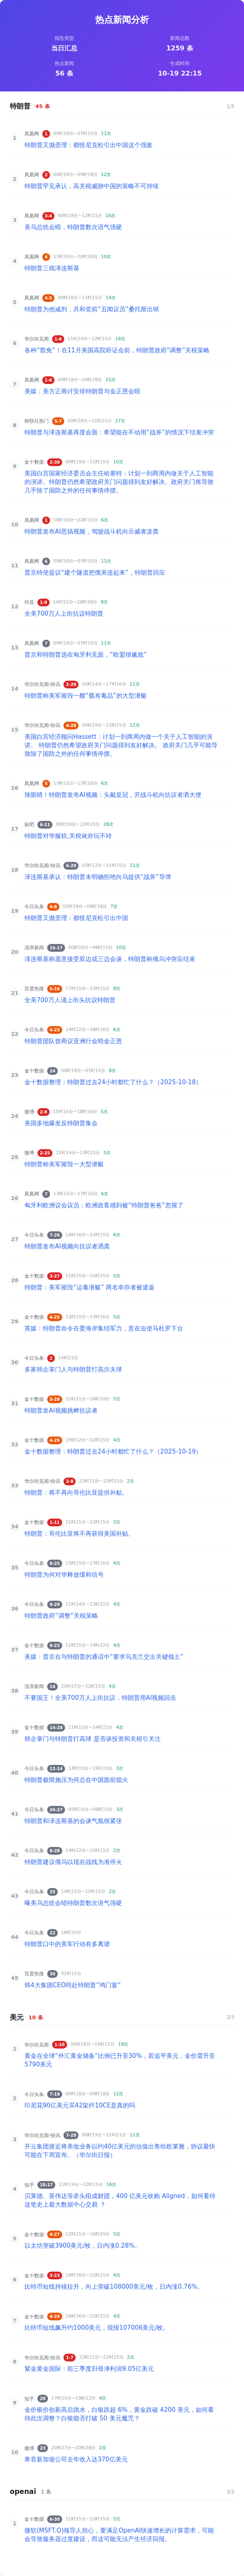 热点新闻分析
报告类型
新闻总数
当日汇总
1259 条
热点新闻
生成时间
56 条
10-19 22:15
特朗普 45 条 1/3
1
凤凰网 1 00时18分~07时15分 11次
特朗普又抛歪理：都怪尼克松引出中国这个强敌
2
凤凰网 2 00时18分~09时18分 12次
特朗普罕见承认，高关税威胁中国的策略不可持续
3
凤凰网 3-4 00时18分~12时21分 16次
美乌总统会晤，特朗普数次语气强硬
4
凤凰网 4 13时15分~20时28分 10次
特朗普三戏泽连斯基
5
凤凰网 4-5 00时18分~11时15分 14次
特朗普为他减刑，共和党前“丑闻议员”桑托斯出狱
6
华尔街见闻 1-6 11时14分~22时15分 16次
各种“豁免”！在11月美国高院听证会前，特朗普政府“调整”关税策略
7
凤凰网 1-6 09时18分~20时28分 15次
美媒：美方正商讨安排特朗普与金正恩会晤
8
财联社热门 5-7 00时18分~21时21分 27次
特朗普与泽连斯基再度会面：希望能在不动用“战斧”的情况下结束冲突
9
金十数据 2-30 00时19分~11时15分 10次
美国白宫国家经济委员会主任哈塞特：计划一到两周内做关于人工智能的演讲。特朗普仍然希望政府关门问题得到友好解决。政府关门将导致几乎除了国防之外的任何事情停摆。
10
凤凰网 1 16时16分~22时15分 6次
特朗普发布AI恶搞视频，驾驶战斗机向示威者泼粪
11
凤凰网 6 00时18分~07时15分 11次
普京特使提议“建个隧道把俄美连起来”，特朗普回应
12
抖音 1-9 14时22分~20时28分 9次
全美700万人上街抗议特朗普
13
凤凰网 7 00时18分~07时15分 11次
普京和特朗普选在匈牙利见面，“欧盟很尴尬”
14
华尔街见闻-快讯 2-29 05时14分~17时16分 11次
特朗普称美军摧毁一艘“载有毒品”的大型潜艇
15
华尔街见闻-快讯 4-28 00时19分~12时21分 12次
美国白宫经济顾问Hassett：计划一到两周内做一个关于人工智能的演讲。 特朗普仍然希望政府关门问题得到友好解决。 政府关门几乎可能导致除了国防之外的任何事情停摆。
16
凤凰网 5 13时15分~17时16分 6次
辣眼睛！特朗普发布AI视频：头戴皇冠，开战斗机向抗议者洒大便
17
贴吧 6-11 00时18分~22时15分 28次
特朗普对华服软,关税讹诈玩不转
18
华尔街见闻-快讯 6-29 03时12分~15时15分 11次
泽连斯基承认：特朗普未明确拒绝向乌提供“战斧”导弹
19
今日头条 4-8 02时19分~09时18分 7次
特朗普又抛歪理：都怪尼克松引出中国
20
澎湃新闻 16-17 00时18分~06时15分 10次
泽连斯基称愿意接受双边或三边会谈，特朗普称俄乌冲突应结束
21
百度热搜 5-16 17时15分~22时15分 9次
全美700万人涌上街头抗议特朗普
22
今日头条 4-23 14时22分~19时16分 6次
特朗普团队曾商议亚洲行会晤金正恩
23
金十数据 24 00时19分~07时15分 8次
金十数据整理：特朗普过去24小时都忙了什么？（2025-10-18）
24
微博 2-9 15时15分~18时16分 5次
美国多地爆发反特朗普集会
25
微博 2-25 11时14分~13时15分 5次
特朗普称美军摧毁一大型潜艇
26
凤凰网 7 13时15分~17时16分 6次
匈牙利欧洲议会议员：欧洲政客感到被“特朗普爸爸”忽视了
27
今日头条 7-26 16时16分~22时15分 6次
特朗普发布AI视频向抗议者洒粪
28
金十数据 3-27 11时15分~15时15分 5次
特朗普：美军摧毁“运毒潜艇” 两名幸存者被遣返
29
金十数据 4-25 13时15分~17时16分 5次
英媒：特朗普命令在委海岸集结军力，意在迫使马杜罗下台
30
今日头条 2 14时22分
多家韩企掌门人与特朗普打高尔夫球
31
金十数据 5-28 12时21分~16时20分 5次
特朗普发AI视频挑衅抗议者
32
金十数据 4-29 19时12分~22时15分 4次
金十数据整理：特朗普过去24小时都忙了什么？（2025-10-19）
33
华尔街见闻-快讯 2-9 21时21分~22时15分 2次
特朗普：将不再向哥伦比亚提供补贴。
34
金十数据 1-11 21时21分~22时15分 2次
特朗普：哥伦比亚将不再获得美国补贴。
35
今日头条 8-25 15时15分~17时16分 4次
特朗普为何对华释放缓和信号
36
今日头条 9-29 11时14分~12时21分 4次
特朗普政府“调整”关税策略
37
金十数据 9-23 11时15分~14时22分 4次
美媒：普京在与特朗普的通话中“要求乌克兰交出关键领土”
38
澎湃新闻 14 20时27分~22时15分 4次
不要国王！全美700万人上街抗议，特朗普用AI视频回击
39
金十数据 14-28 11时15分~14时22分 4次
韩企掌门与特朗普打高球 是否谈投资和关税引关注
40
今日头条 12-14 13时15分~15时15分 3次
特朗普极限施压为何总在中国面前熄火
41
今日头条 26-27 05时14分~06时15分 3次
特朗普和泽连斯基的会谈气氛很紧张
42
今日头条 8-28 14时22分~15时15分 2次
特朗普建议俄乌以现在战线为准停火
43
今日头条 25 14时22分~15时15分 2次
曝美乌总统会晤特朗普数次语气强硬
44
今日头条 22 16时20分
特朗普口中的美军行动有多离谱
45
百度热搜 30 01时12分
韩4大集团CEO同赴特朗普“鸿门宴”
美元 10 条 2/3
1
华尔街见闻 1-10 00时18分~19时15分 19次
黄金在全球“外汇黄金储备”比例已升至30%，若追平美元，金价需升至5790美元
2
今日头条 7-19 00时18分~09时18分 12次
印尼花90亿美元买42架歼10CE是真的吗
3
华尔街见闻-快讯 7-29 00时19分~12时21分 11次
开云集团接近将美妆业务以约40亿美元的估值出售给欧莱雅，协议最快可能在下周宣布。（华尔街日报）
4
知乎 10-17 11时14分~22时15分 16次
贝莱德、英伟达等牵头组成财团，400 亿美元收购 Aligned，如何看待这笔史上最大数据中心交易 ？
5
金十数据 4-27 12时21分~16时20分 5次
以太坊突破3900美元/枚，日内涨0.28%。
6
金十数据 3-23 18时16分~21时21分 4次
比特币短线持续拉升，向上突破108000美元/枚，日内涨0.76%。
7
金十数据 4-24 18时16分~21时21分 4次
比特币短线飙升约1000美元，现报107006美元/枚。
8
华尔街见闻-快讯 1-7 21时21分~22时15分 2次
紫金黄金国际：前三季度归母净利润9.05亿美元
9
知乎 20 17时15分~19时12分 4次
金价银价创新高后跳水，白银跌超 6%，黄金跌破 4200 美元，如何看待此次调整？白银能否打破 50 美元魔咒？
10
微博 23 20时27分~20时28分 2次
希音新加坡公司去年收入达370亿美元
openai 1 条 3/3
1
金十数据 6-30 11时15分~15时15分 5次
微软(MSFT.O)领导人担心，要满足OpenAI快速增长的计算需求，可能会导致服务器过度建设，而这可能无法产生经济回报。